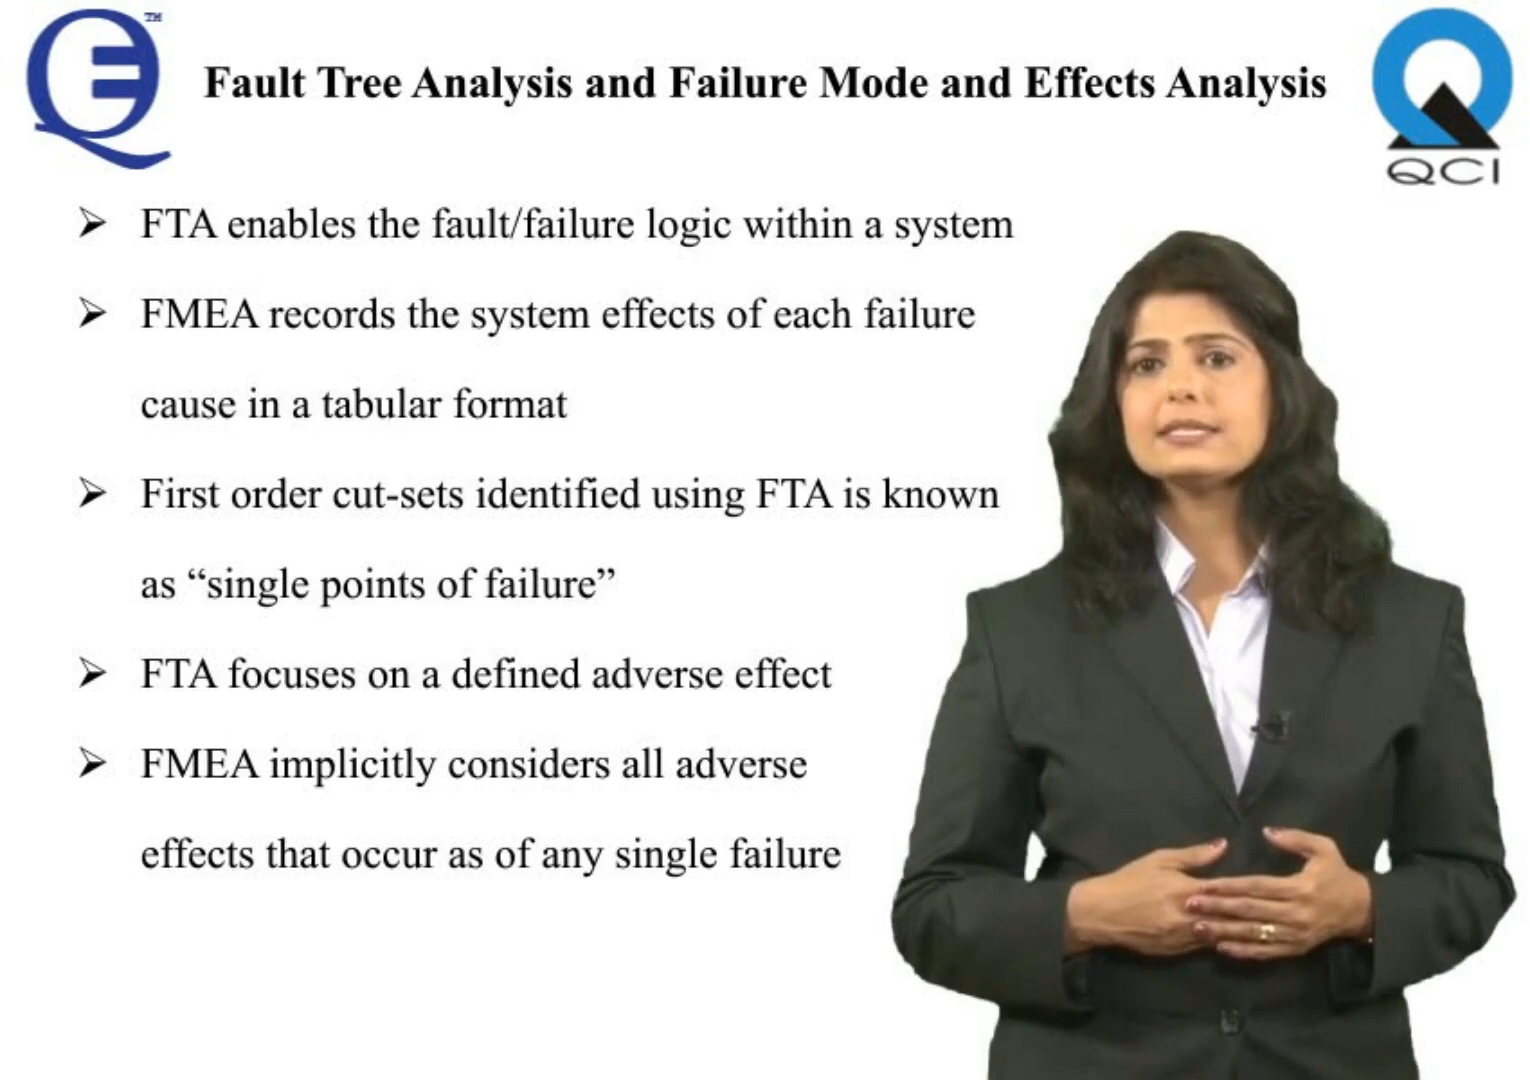 TM
Fault Tree Analysis and Failure Mode and Effects Analysis
QCI
➢ FTA enables the fault/failure logic within a system
➢ FMEA records the system effects of each failure
cause in a tabular format
➢ First order cut-sets identified using FTA is known
as “single points of failure”
➢ FTA focuses on a defined adverse effect
➢ FMEA implicitly considers all adverse
effects that occur as of any single failure